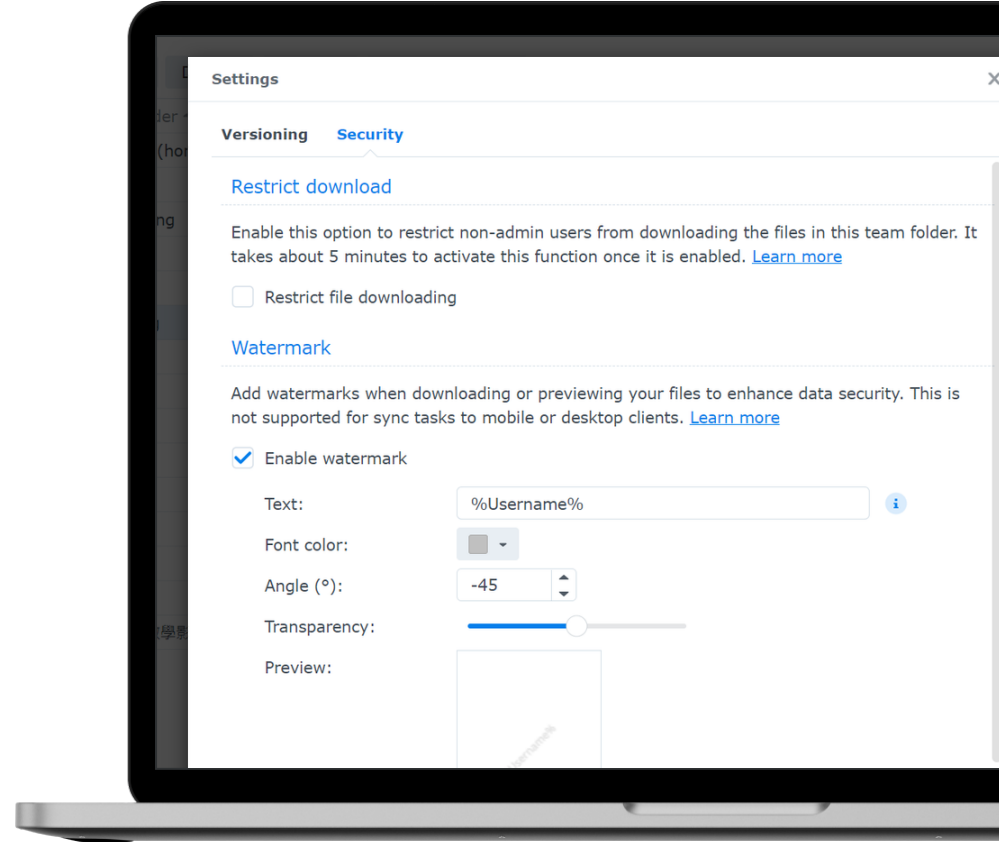 Settings
Versioning Security
Restrict download
Enable this option to restrict non-admin users from downloading the files in this team folder. It
takes about 5 minutes to activate this function once it is enabled. Learn more
Restrict file downloading
Watermark
Add watermarks when downloading or previewing your files to enhance data security. This is
not supported for sync tasks to mobile or desktop clients. Learn more
Enable watermark
Text: %Username%
Font color:
Angle (°): -45
Transparency:
Preview: